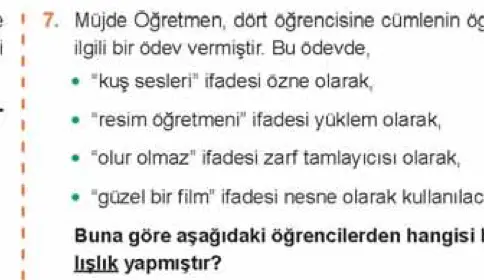 7. Müjde Öğretmen, dört öğrencisine cümlenin
ilgili bir ödev vermiştir. Bu ödevde,
• "kuş sesleri" ifadesi özne olarak,
• "resim öğretmeni" ifadesi yüklem olarak,
• "olur olmaz" ifadesi zarf tamlayıcısı olarak,
• "güzel bir film" ifadesi nesne olarak
Buna göre aşağıdaki öğrencilerden hangisi
lışlık yapmıştır?